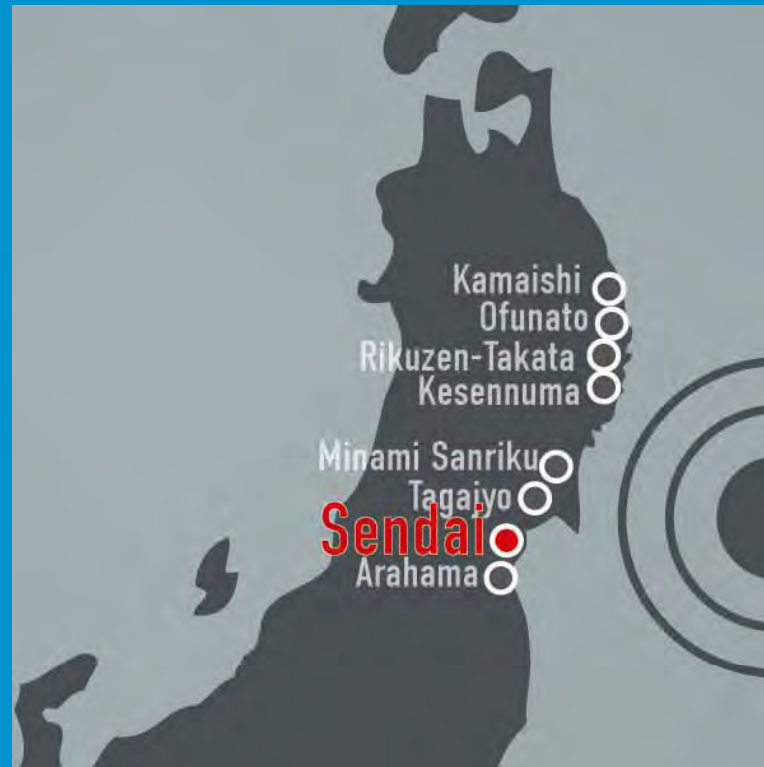 Kamaishi
Ofunato
Rikuzen-Takata
Kesennuma
Minami Sanriku
Tagajyo
Sendai
Arahama